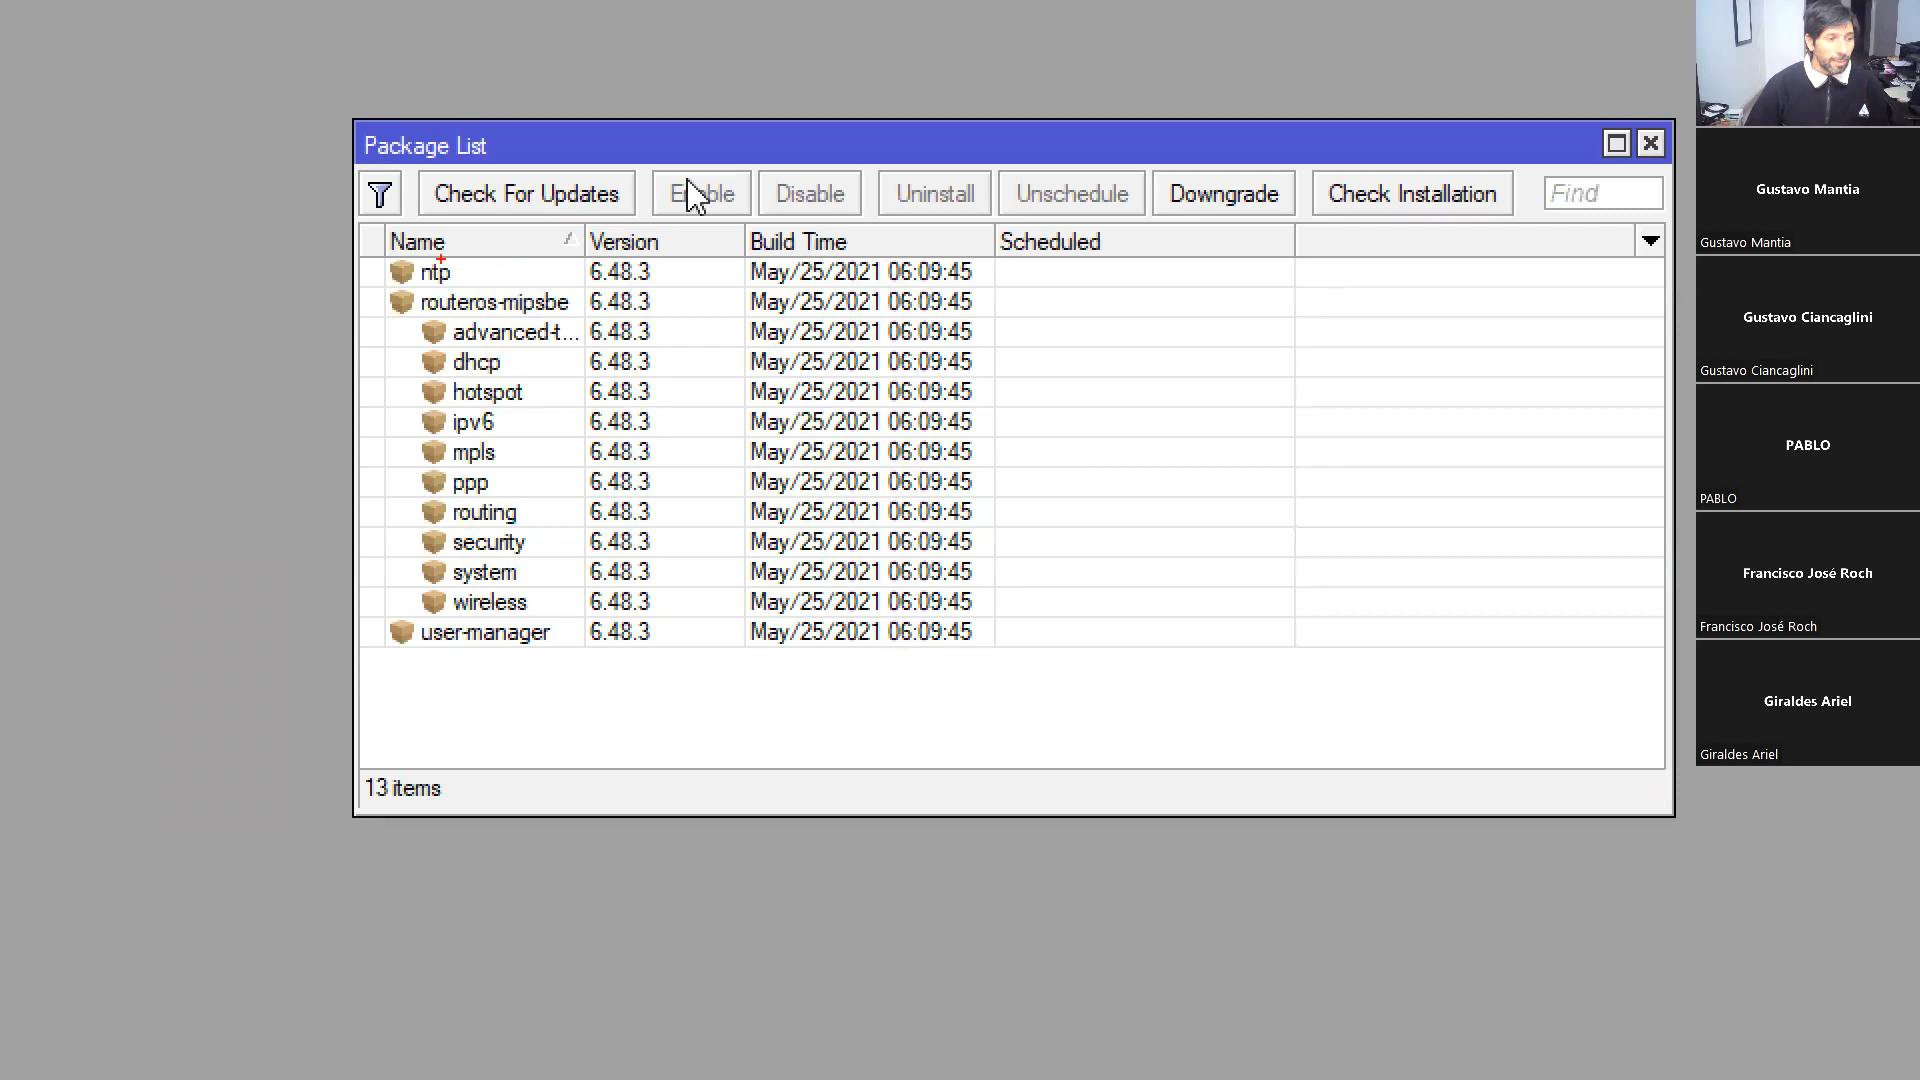 Package List
Check For Updates
Enable
Disable
Uninstall
Unschedule
Downgrade
Check Installation
Find
Name Version Build Time Scheduled
ntp 6.48.3 May/25/2021 06:09:45
routeros-mipsbe 6.48.3 May/25/2021 06:09:45
advanced-t... 6.48.3 May/25/2021 06:09:45
dhcp 6.48.3 May/25/2021 06:09:45
hotspot 6.48.3 May/25/2021 06:09:45
ipv6 6.48.3 May/25/2021 06:09:45
mpls 6.48.3 May/25/2021 06:09:45
ppp 6.48.3 May/25/2021 06:09:45
routing 6.48.3 May/25/2021 06:09:45
security 6.48.3 May/25/2021 06:09:45
system 6.48.3 May/25/2021 06:09:45
wireless 6.48.3 May/25/2021 06:09:45
user-manager 6.48.3 May/25/2021 06:09:45
13 items
Gustavo Mantia
Gustavo Mantia
Gustavo Ciancaglini
Gustavo Ciancaglini
PABLO
PABLO
Francisco José Roch
Francisco José Roch
Giraldes Ariel
Giraldes Ariel